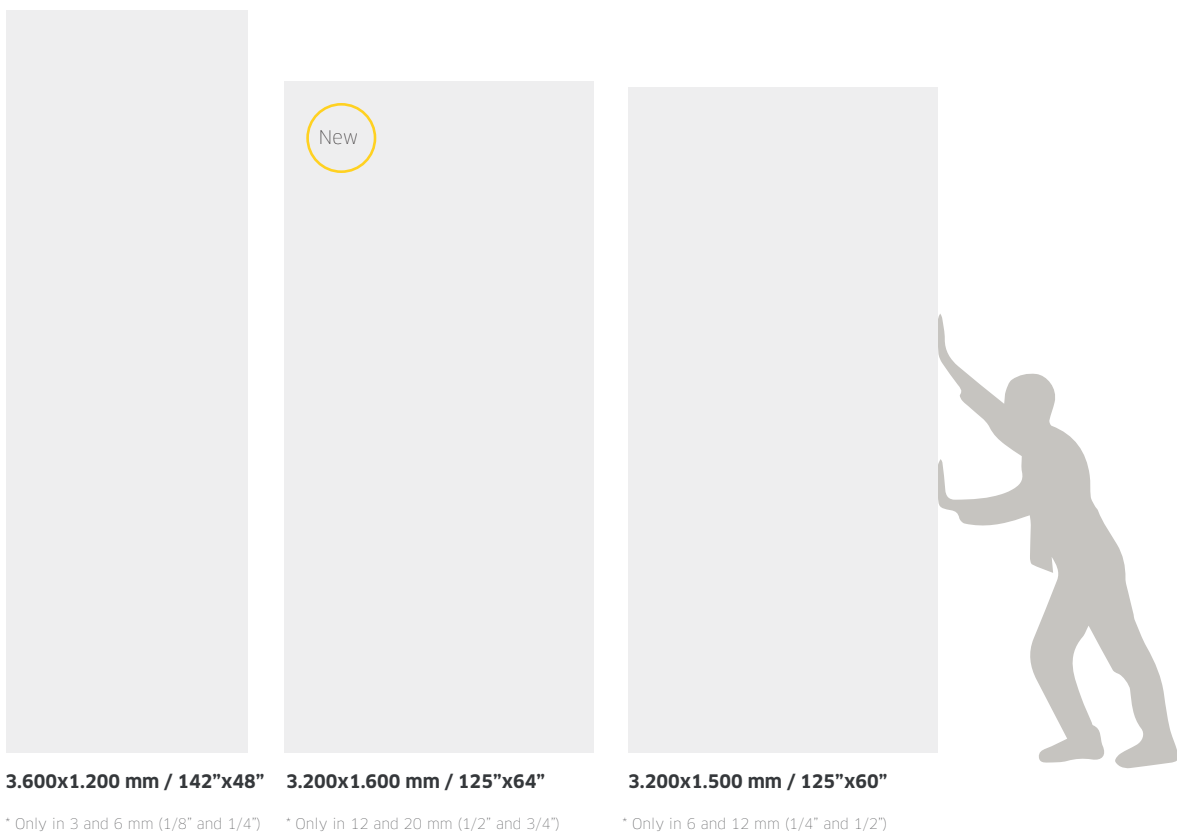 New
3.600x1.200 mm / 142”x48”
3.200x1.600 mm / 125”x64”
3.200x1.500 mm / 125”x60”
* Only in 3 and 6 mm (1/8” and 1/4”)
* Only in 12 and 20 mm (1/2” and 3/4”)
* Only in 6 and 12 mm (1/4” and 1/2”)